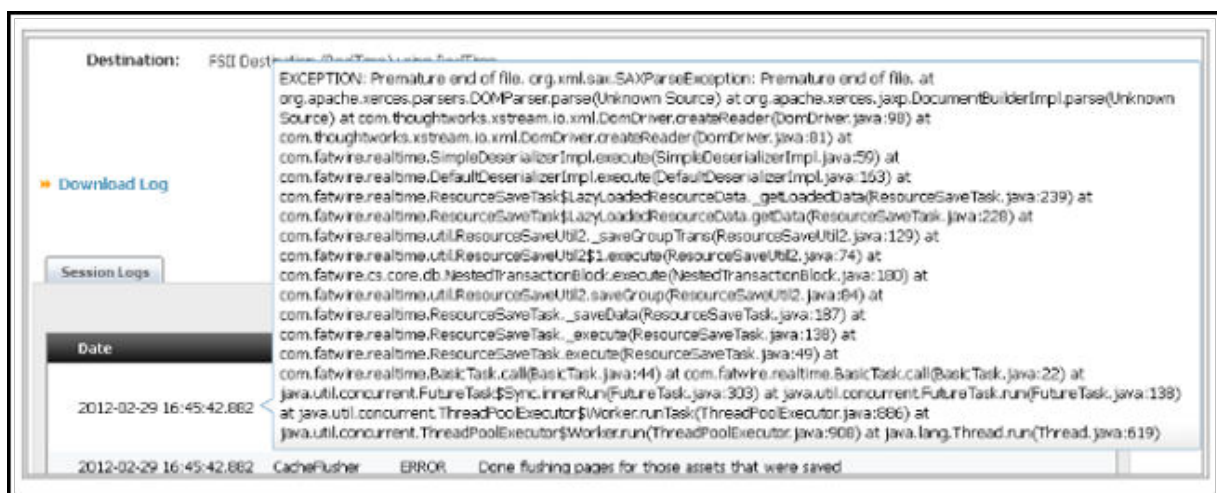 Destination: FSII Destination (RealTime) using RealTime
EXCEPTION: Premature end of file. org.xml.sax.SAXParseException: Premature end of file. at
org.apache.xerces.parsers.DOMParser.parse(Unknown Source) at org.apache.xerces.jaxp.DocumentBuilderImpl.parse(Unknown
Source) at com.thoughtworks.xstream.io.xml.DomDriver.createReader(DomDriver.java:98) at
com.thoughtworks.xstream.io.xml.DomDriver.createReader(DomDriver.java:81) at
com.fatwire.realtime.SimpleDeserializerImpl.execute(SimpleDeserializerImpl.java:59) at
com.fatwire.realtime.DefaultDeserializerImpl.execute(DefaultDeserializerImpl.java:163) at
Download Log
com.fatwire.realtime.ResourceSaveTask$LazyLoadedResourceData._getLoadedData(ResourceSaveTask.java:239) at
com.fatwire.realtime.ResourceSaveTask$LazyLoadedResourceData.getData(ResourceSaveTask.java:228) at
com.fatwire.realtime.util.ResourceSaveUtil2._saveGroupTrans(ResourceSaveUtil2.java:129) at
com.fatwire.realtime.util.ResourceSaveUtil2$1.execute(ResourceSaveUtil2.java:74) at
Session Logs
com.fatwire.cs.core.db.NestedTransactionBlock.execute(NestedTransactionBlock.java:180) at
com.fatwire.realtime.util.ResourceSaveUtil2.saveGroup(ResourceSaveUtil2.java:84) at
com.fatwire.realtime.ResourceSaveTask._saveData(ResourceSaveTask.java:187) at
com.fatwire.realtime.ResourceSaveTask._execute(ResourceSaveTask.java:138) at
Date
com.fatwire.realtime.ResourceSaveTask.execute(ResourceSaveTask.java:49) at
com.fatwire.realtime.BasicTask.call(BasicTask.java:44) at com.fatwire.realtime.BasicTask.call(BasicTask.java:22) at
java.util.concurrent.FutureTask$Sync.innerRun(FutureTask.java:303) at java.util.concurrent.FutureTask.run(FutureTask.java:138)
2012-02-29 16:45:42.882
at java.util.concurrent.ThreadPoolExecutor$Worker.runTask(ThreadPoolExecutor.java:886) at
java.util.concurrent.ThreadPoolExecutor$Worker.run(ThreadPoolExecutor.java:908) at java.lang.Thread.run(Thread.java:619)
2012-02-29 16:45:42.882 CacheFlusher ERROR Done flushing pages for those assets that were saved